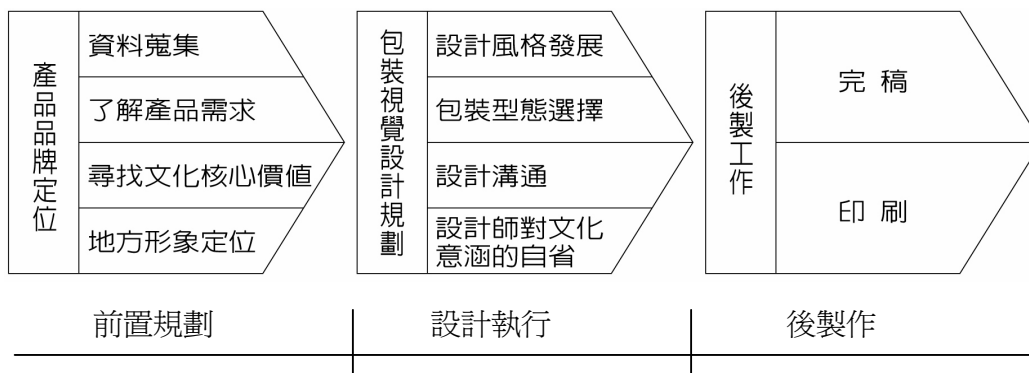 產品品牌定位
資料蒐集
了解產品需求
尋找文化核心價值
地方形象定位
包裝視覺設計規劃
設計風格發展
包裝型態選擇
設計溝通
設計師對文化
意涵的自省
後製工作
完 稿
印 刷
前置規劃
設計執行
後製作